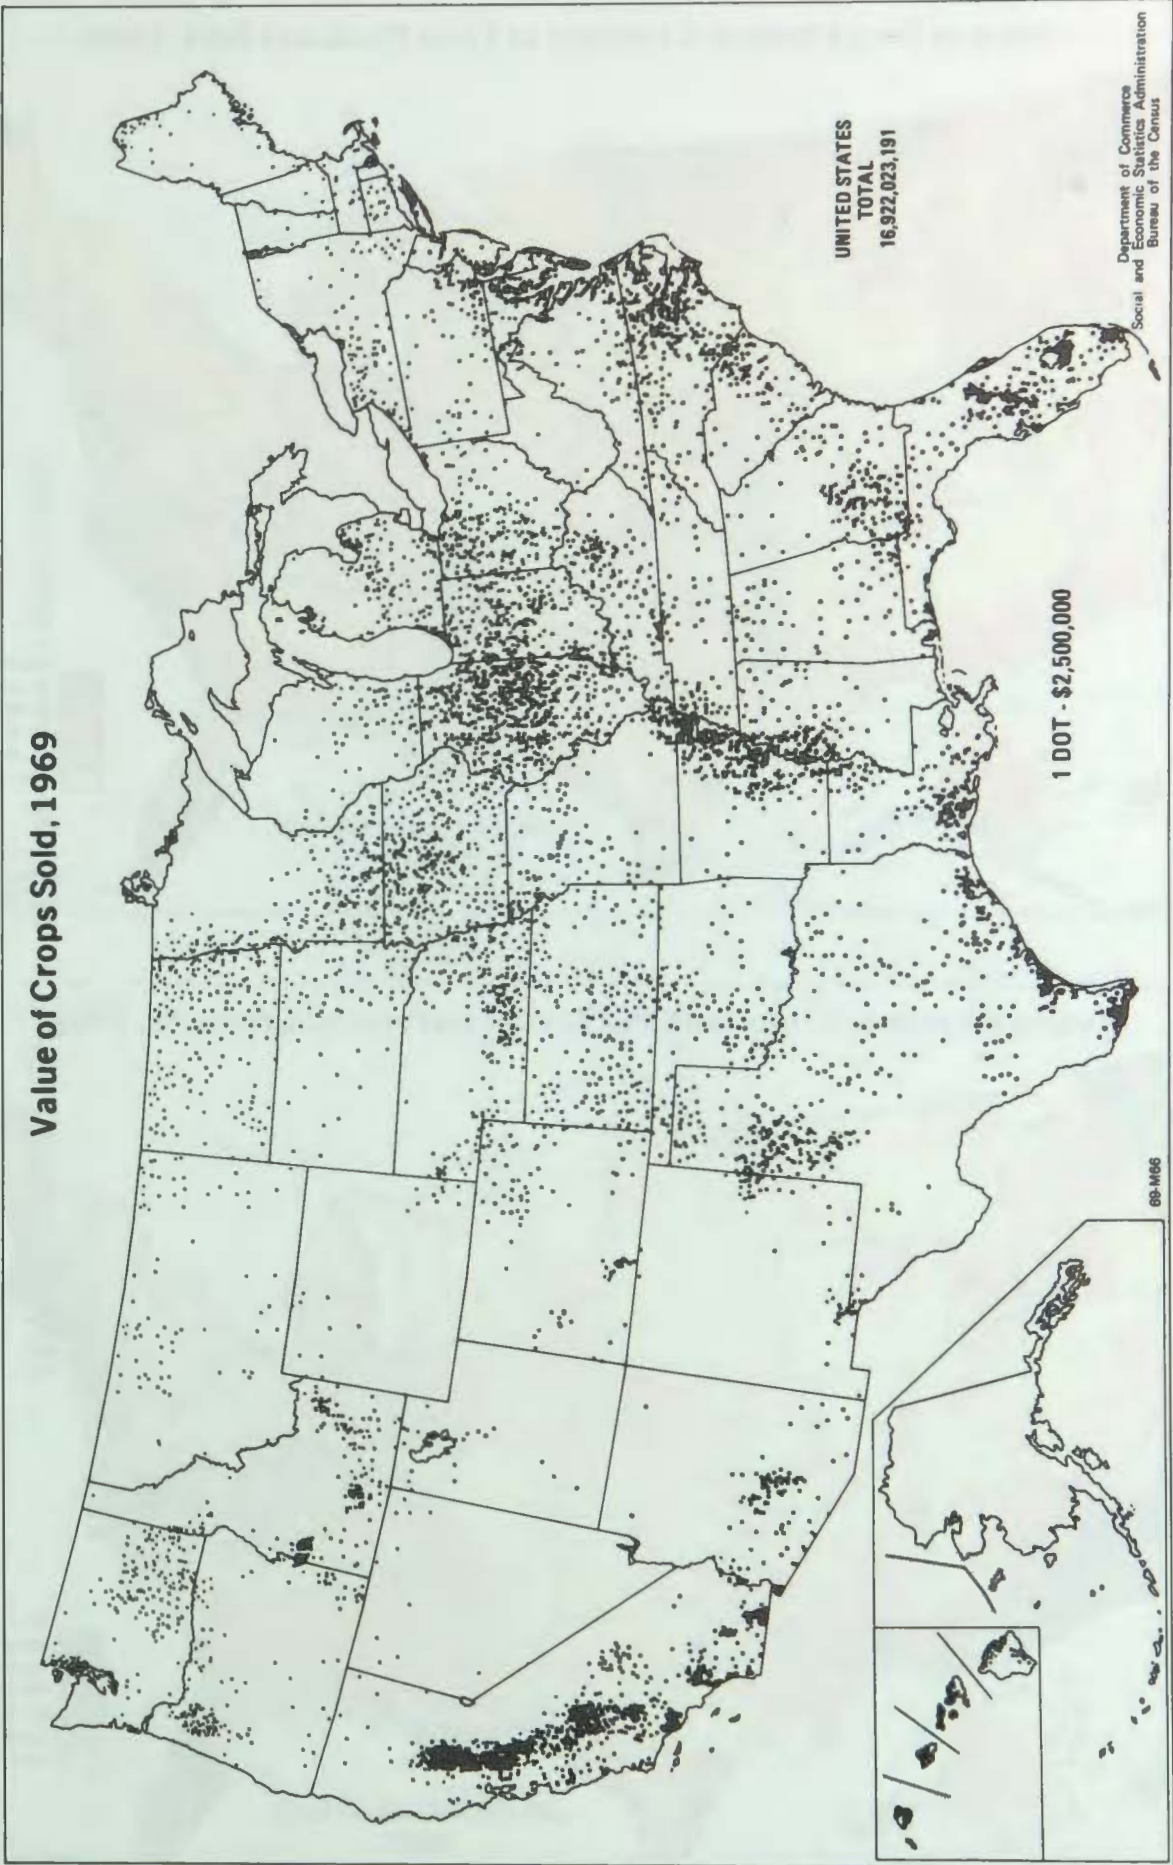 Value of Crops Sold, 1969
UNITED STATES
TOTAL
16,922,023,191
1 DOT - $2,500,000
69-M66
Department of Commerce
Social and Economic Statistics Administration
Bureau of the Census